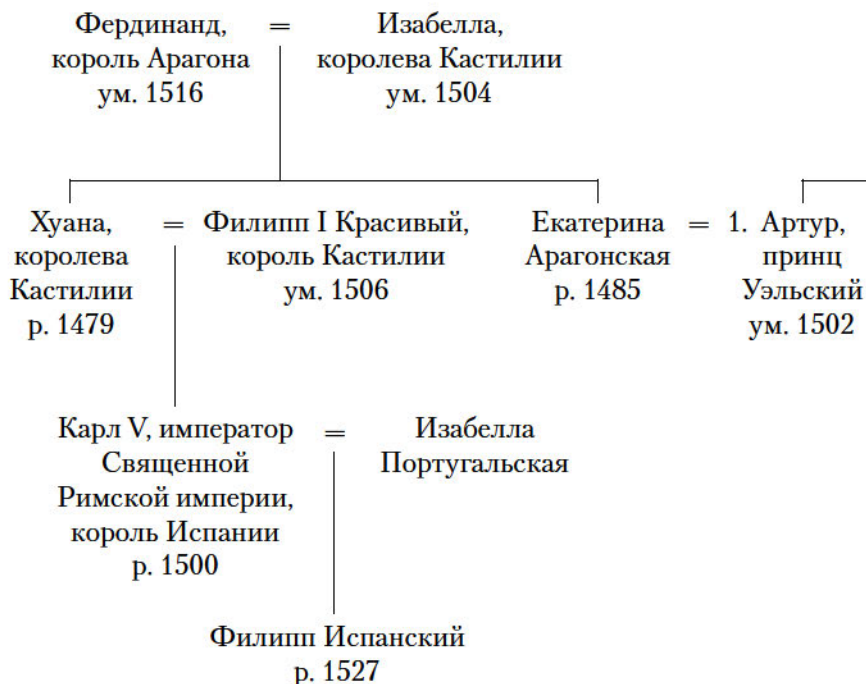 Фердинанд, = Изабелла,
король Арагона королева Кастилии
ум. 1516 ум. 1504
Хуана, = Филипп I Красивый, Екатерина = 1. Артур,
королева король Кастилии Арагонская принц
Кастилии ум. 1506 р. 1485 Уэльский
р. 1479 ум. 1502
Карл V, император = Изабелла
Священной Португальская
Римской империи,
король Испании
р. 1500
Филипп Испанский
р. 1527